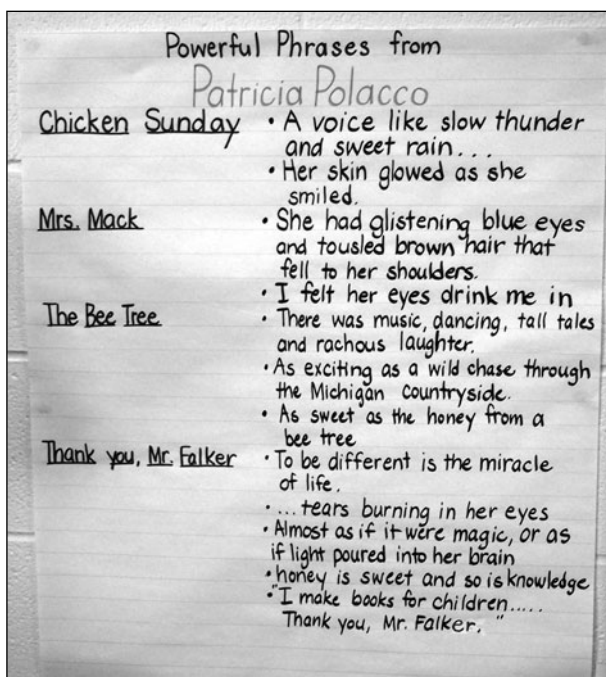 Powerful Phrases from
Patricia Polacco
Chicken Sunday • A voice like slow thunder
and sweet rain...
• Her skin glowed as she
smiled.
Mrs. Mack • She had glistening blue eyes
and tousled brown hair that
fell to her shoulders.
• I felt her eyes drink me in
The Bee Tree • There was music, dancing, tall tales
and rachous laughter.
• As exciting as a wild chase through
the Michigan countryside.
• As sweet as the honey from a
bee tree
Thank you, Mr. Falker • To be different is the miracle
of life.
• ... tears burning in her eyes
• Almost as if it were magic, or as
if light poured into her brain
• honey is sweet and so is knowledge
• "I make books for children.....
Thank you, Mr. Falker."